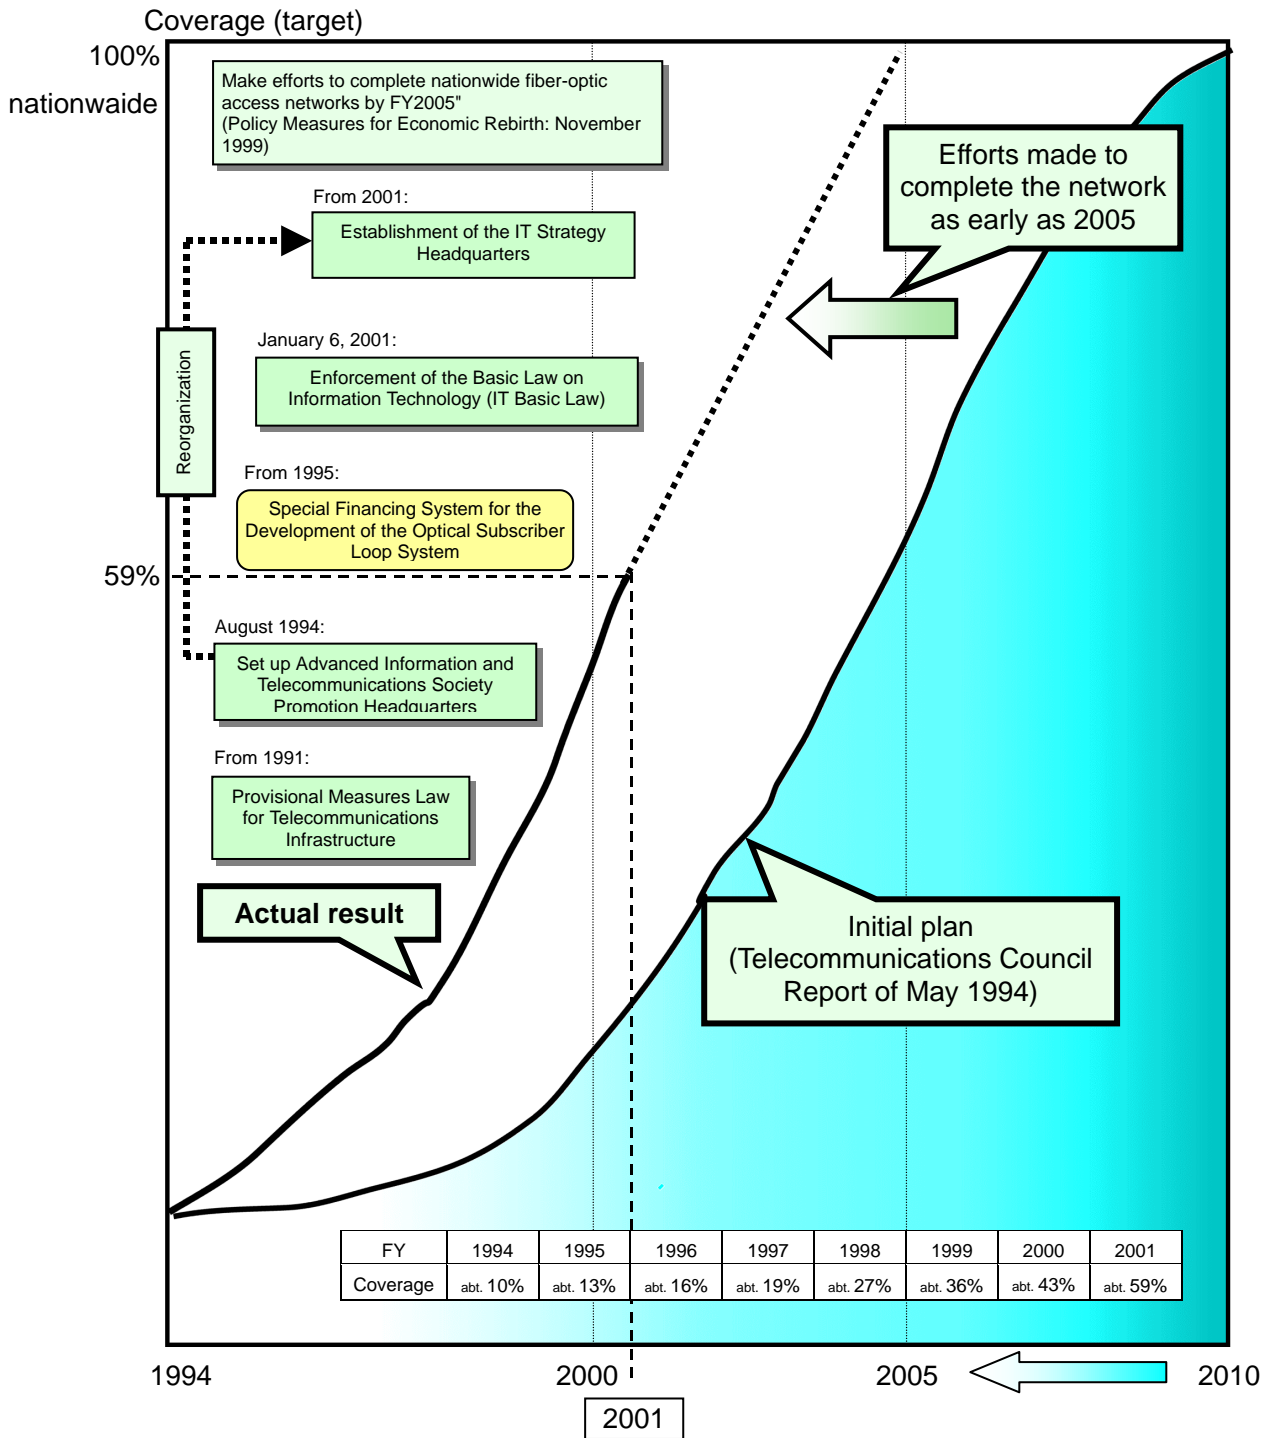 Coverage (target)
100%
nationwaide
Make efforts to complete nationwide fiber-optic
access networks by FY2005"
(Policy Measures for Economic Rebirth: November
1999)
From 2001:
Establishment of the IT Strategy
Headquarters
Efforts made to
complete the network
as early as 2005
Reorganization
January 6, 2001:
Enforcement of the Basic Law on
Information Technology (IT Basic Law)
From 1995:
Special Financing System for the
Development of the Optical Subscriber
Loop System
59%
August 1994:
Set up Advanced Information and
Telecommunications Society
Promotion Headquarters
From 1991:
Provisional Measures Law
for Telecommunications
Infrastructure
Actual result
Initial plan
(Telecommunications Council
Report of May 1994)
FY 1994 1995 1996 1997 1998 1999 2000 2001
Coverage abt. 10% abt. 13% abt. 16% abt. 19% abt. 27% abt. 36% abt. 43% abt. 59%
1994 2000 2005 2010
2001